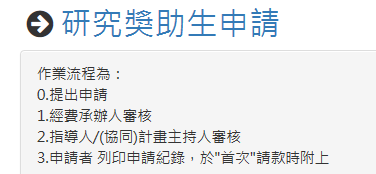 研究獎助生申請
作業流程為：
0.提出申請
1.經費承辦人審核
2.指導人/(協同)計畫主持人審核
3.申請者 列印申請紀錄，於"首次"請款時附上